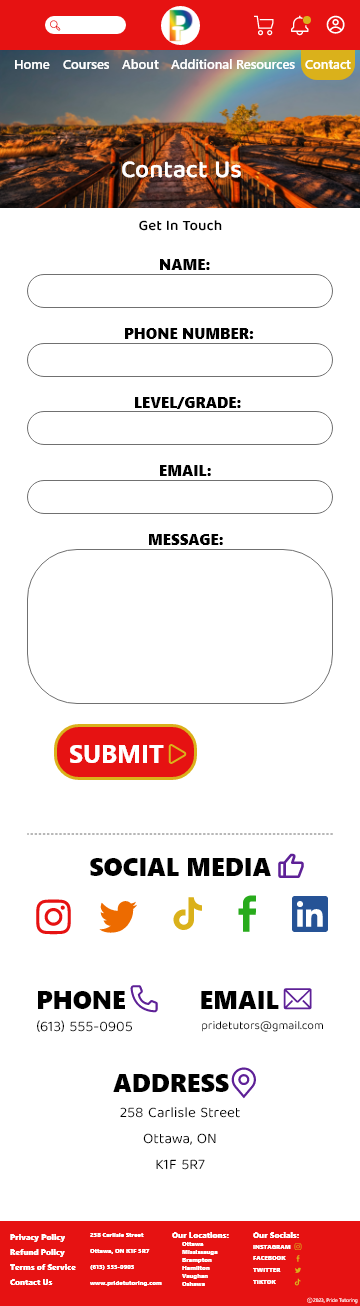 Home Courses About Additional Resources Contact
Contact Us
Get In Touch
NAME:
PHONE NUMBER:
LEVEL/GRADE:
EMAIL:
MESSAGE:
SUBMIT
SOCIAL MEDIA
in
PHONE EMAIL
(613) 555-0905 pridetutors@gmail.com
ADDRESS
258 Carlisle Street
Ottawa, ON
K1F 5R7
Privacy Policy
Refund Policy
Terms of Service
Contact Us
258 Carlisle Street
Ottawa, ON K1F 5R7
(613) 555-0905
www.pridetutoring.com
Our Locations:
Ottawa
Mississauga
Brampton
Hamilton
Vaughan
Oshawa
Our Socials:
INSTAGRAM
FACEBOOK
TWITTER
TIKTOK
©2023, Pride Tutoring